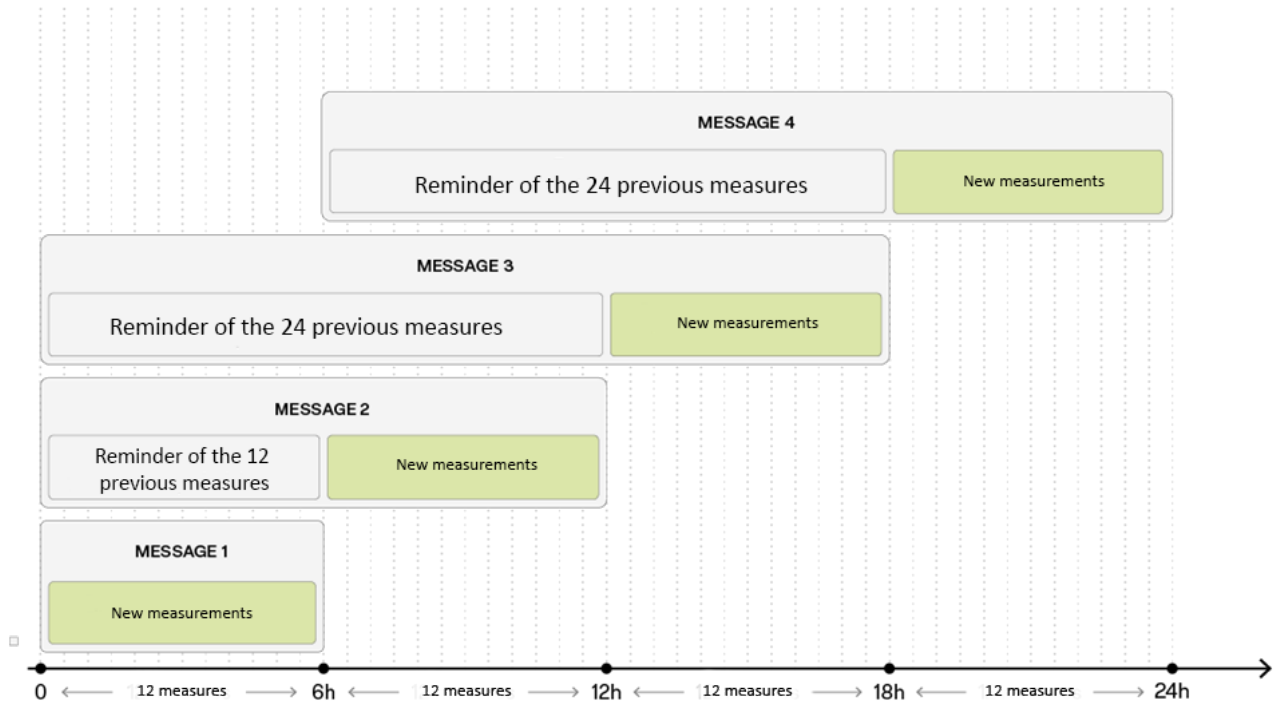 MESSAGE 4
Reminder of the 24 previous measures
New measurements
MESSAGE 3
Reminder of the 24 previous measures
New measurements
MESSAGE 2
Reminder of the 12
previous measures
New measurements
MESSAGE 1
New measurements
0 12 measures 6h 12 measures 12h 12 measures 18h 12 measures 24h